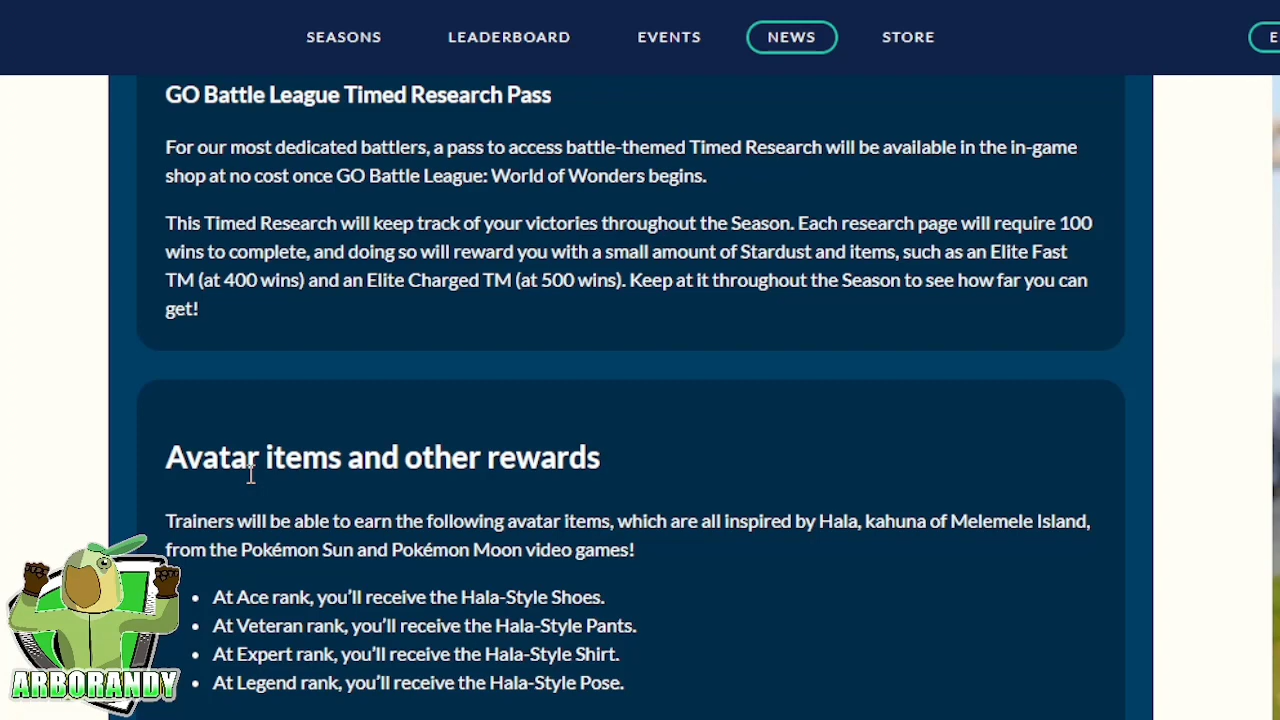 SEASONS LEADERBOARD EVENTS NEWS STORE E
GO Battle League Timed Research Pass
For our most dedicated battlers, a pass to access battle-themed Timed Research will be available in the in-game
shop at no cost once GO Battle League: World of Wonders begins.
This Timed Research will keep track of your victories throughout the Season. Each research page will require 100
wins to complete, and doing so will reward you with a small amount of Stardust and items, such as an Elite Fast
TM (at 400 wins) and an Elite Charged TM (at 500 wins). Keep at it throughout the Season to see how far you can
get!
Avatar items and other rewards
Trainers will be able to earn the following avatar items, which are all inspired by Hala, kahuna of Melemele Island,
from the Pokémon Sun and Pokémon Moon video games!
• At Ace rank, you’ll receive the Hala-Style Shoes.
• At Veteran rank, you’ll receive the Hala-Style Pants.
• At Expert rank, you’ll receive the Hala-Style Shirt.
• At Legend rank, you’ll receive the Hala-Style Pose.
ARBORANDY